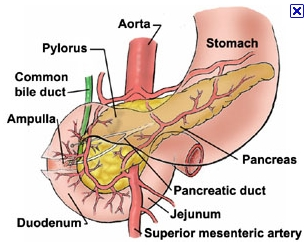 Aorta
Pylorus
Stomach
Common
bile duct
Ampulla
Pancreas
Pancreatic duct
Jejunum
Duodenum
Superior mesenteric artery